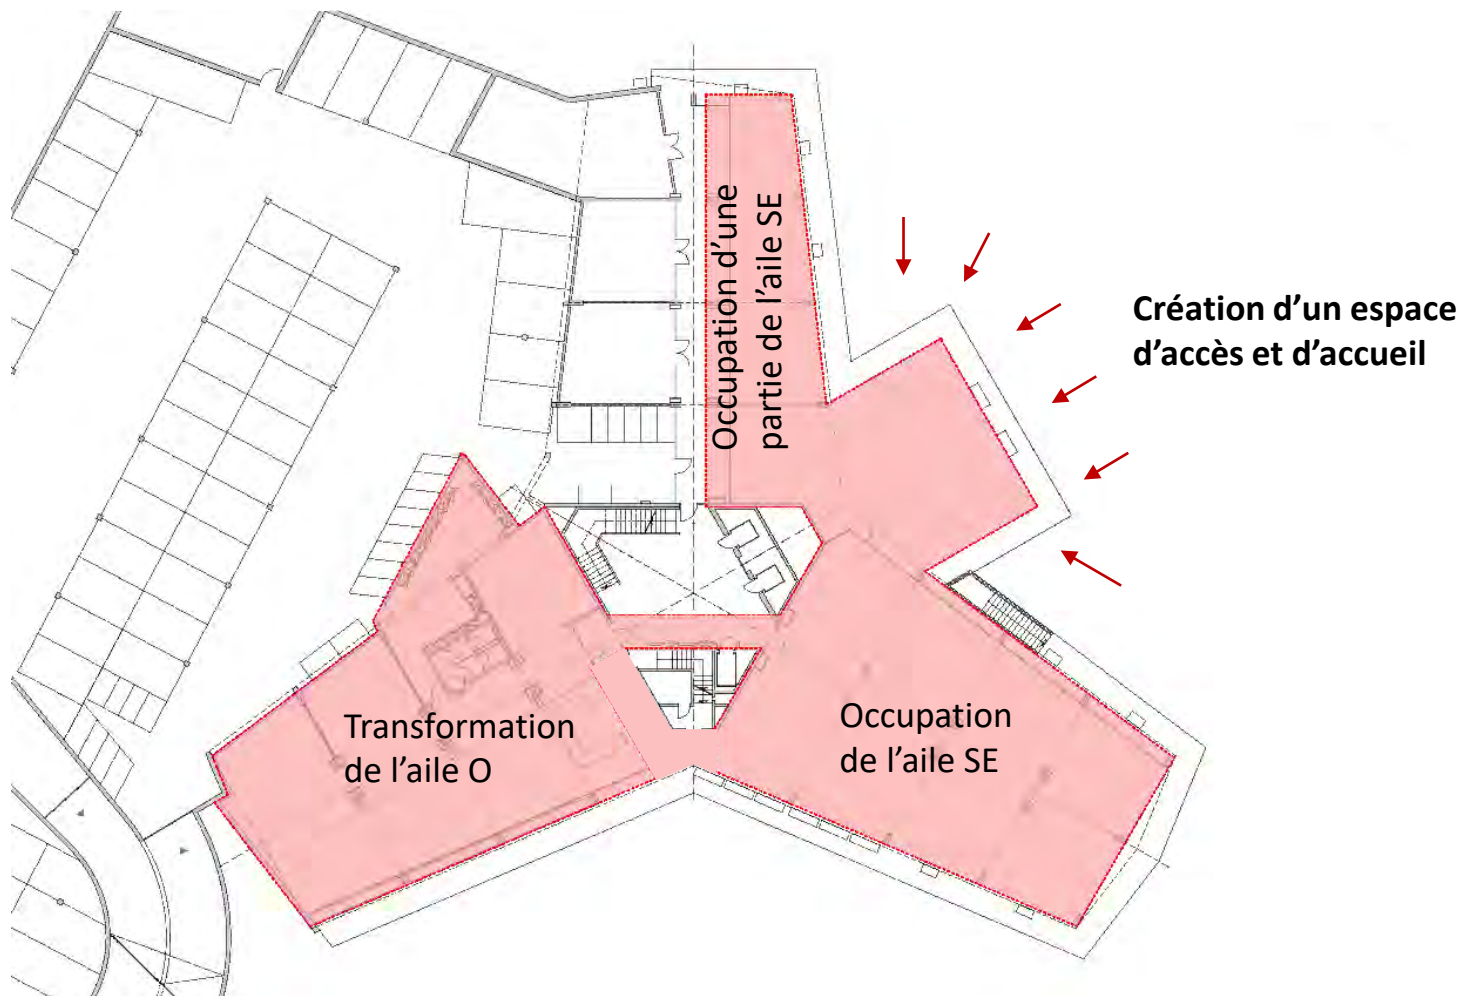 Occupation d’une
partie de l’aile SE
Création d’un espace
d’accès et d’accueil
Transformation
de l’aile O
Occupation
de l’aile SE